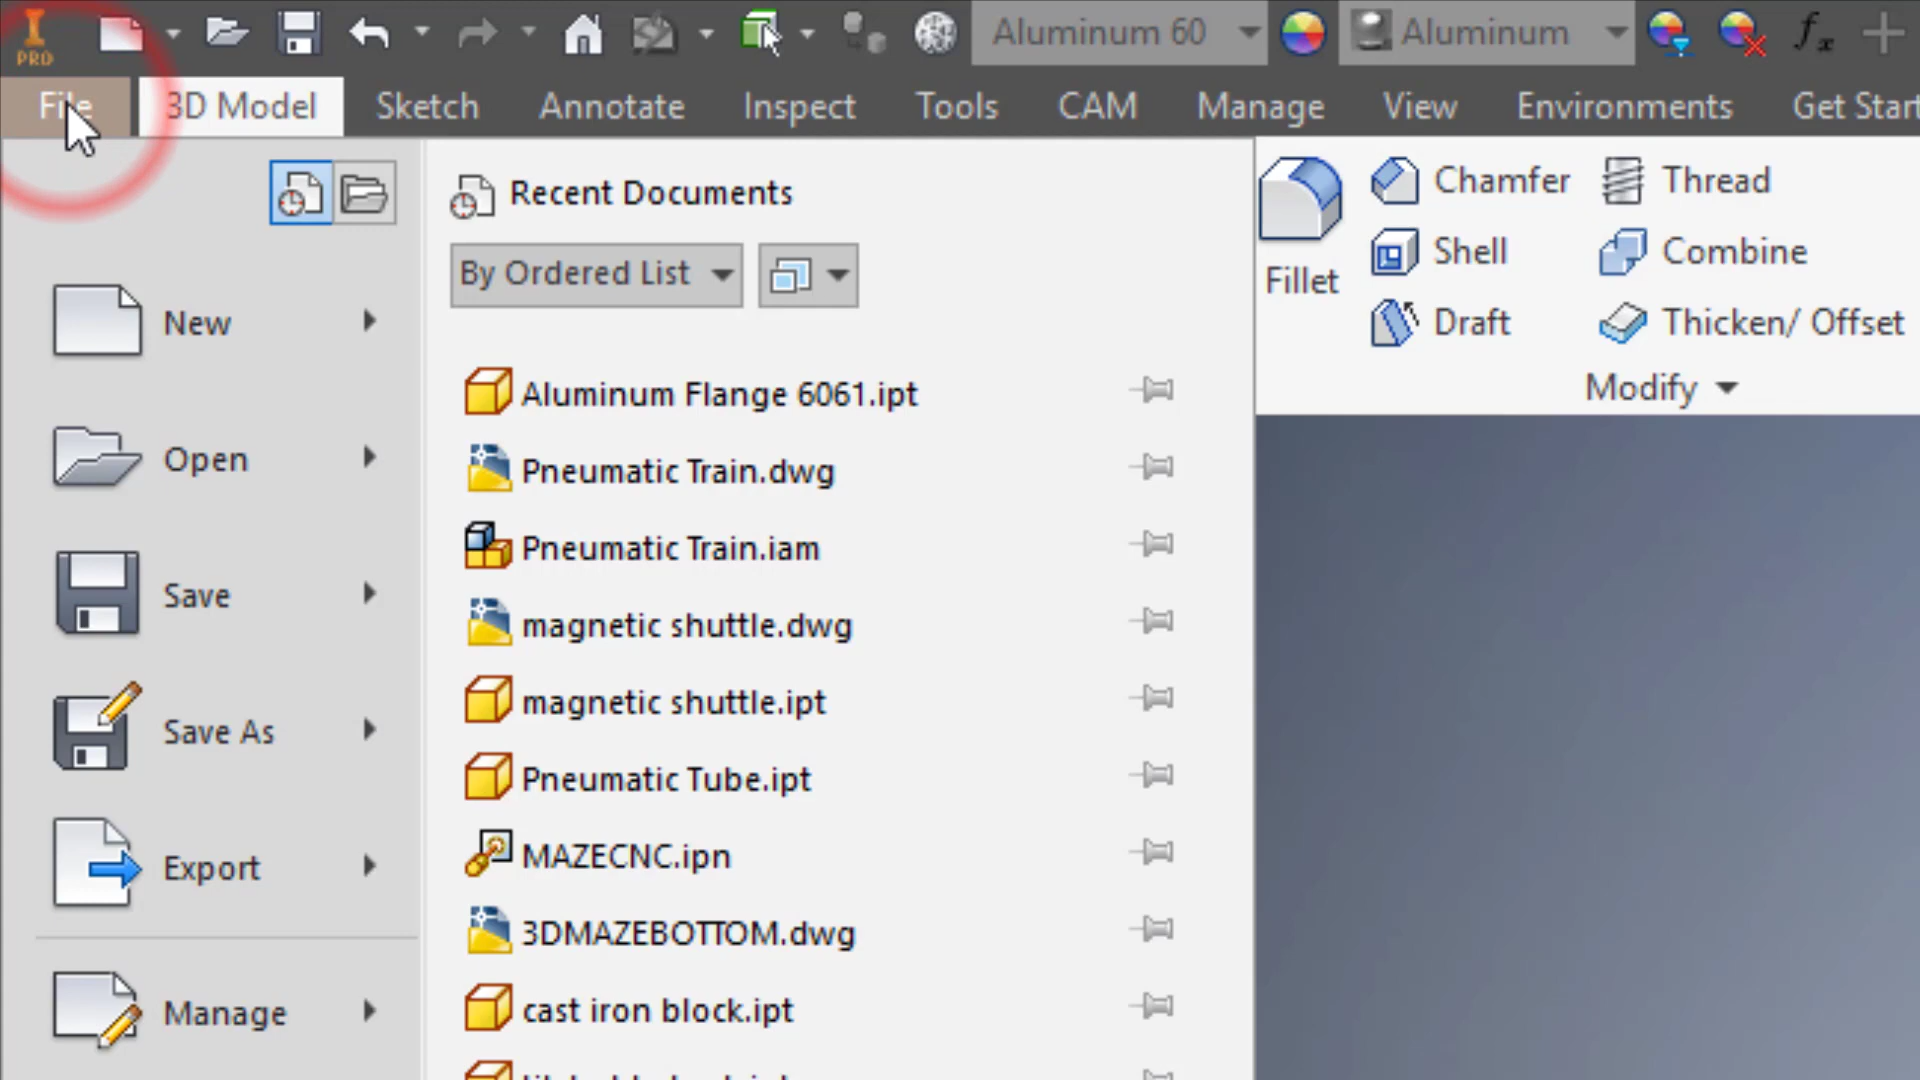 PRO
Aluminum 60
Aluminum
fx
File
3D Model
Sketch
Annotate
Inspect
Tools
CAM
Manage
View
Environments
Get Start
Recent Documents
By Ordered List
New
Open
Save
Save As
Export
Manage
Aluminum Flange 6061.ipt
Pneumatic Train.dwg
Pneumatic Train.iam
magnetic shuttle.dwg
magnetic shuttle.ipt
Pneumatic Tube.ipt
MAZECNC.ipn
3DMAZEBOTTOM.dwg
cast iron block.ipt
Fillet
Chamfer
Shell
Draft
Thread
Combine
Thicken/ Offset
Modify